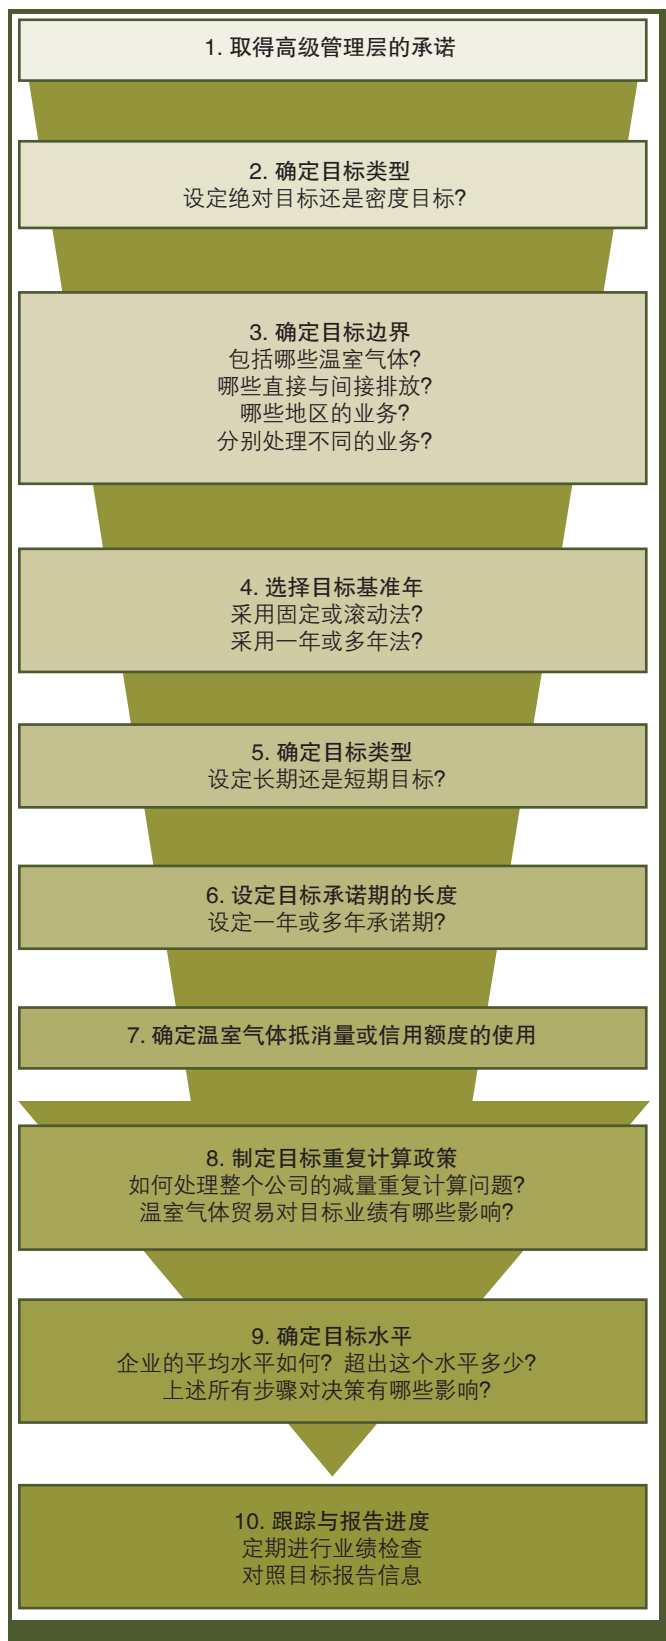 1. 取得高级管理层的承诺
2. 确定目标类型
设定绝对目标还是密度目标?
3. 确定目标边界
包括哪些温室气体?
哪些直接与间接排放?
哪些地区的业务?
分别处理不同的业务?
4. 选择目标基准年
采用固定或滚动法?
采用一年或多年法?
5. 确定目标类型
设定长期还是短期目标?
6. 设定目标承诺期的长度
设定一年或多年承诺期?
7. 确定温室气体抵消量或信用额度的使用
8. 制定目标重复计算政策
如何处理整个公司的减量重复计算问题?
温室气体贸易对目标业绩有哪些影响?
9. 确定目标水平
企业的平均水平如何? 超出这个水平多少?
上述所有步骤对决策有哪些影响?
10. 跟踪与报告进度
定期进行业绩检查
对照目标报告信息